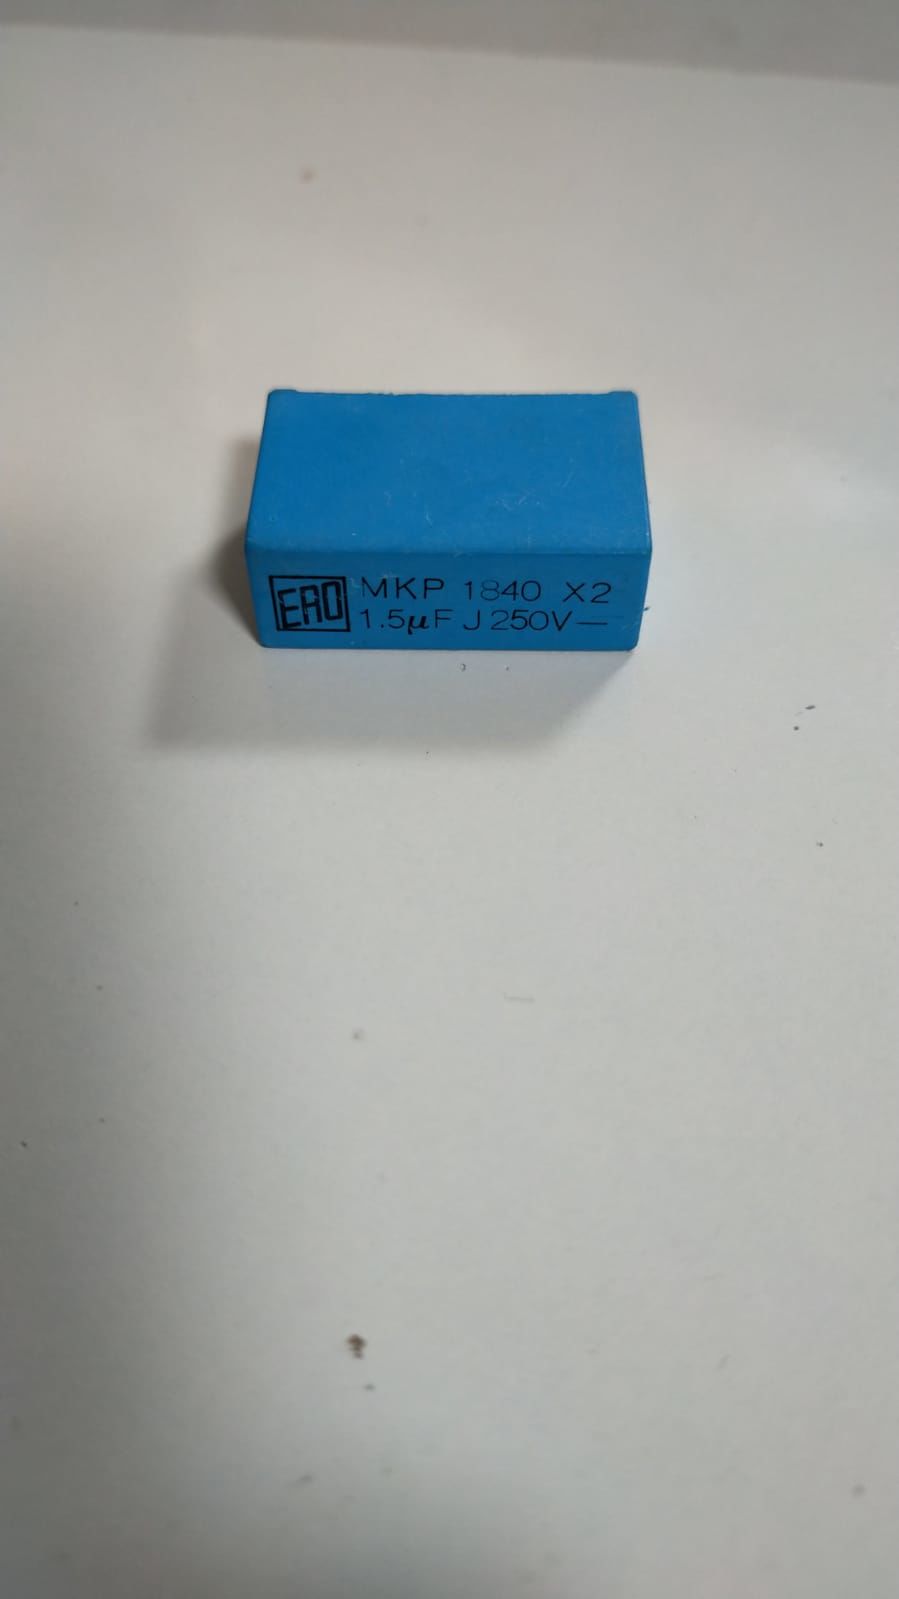 ERO MKP 1840 X2
1.5μF J 250V—